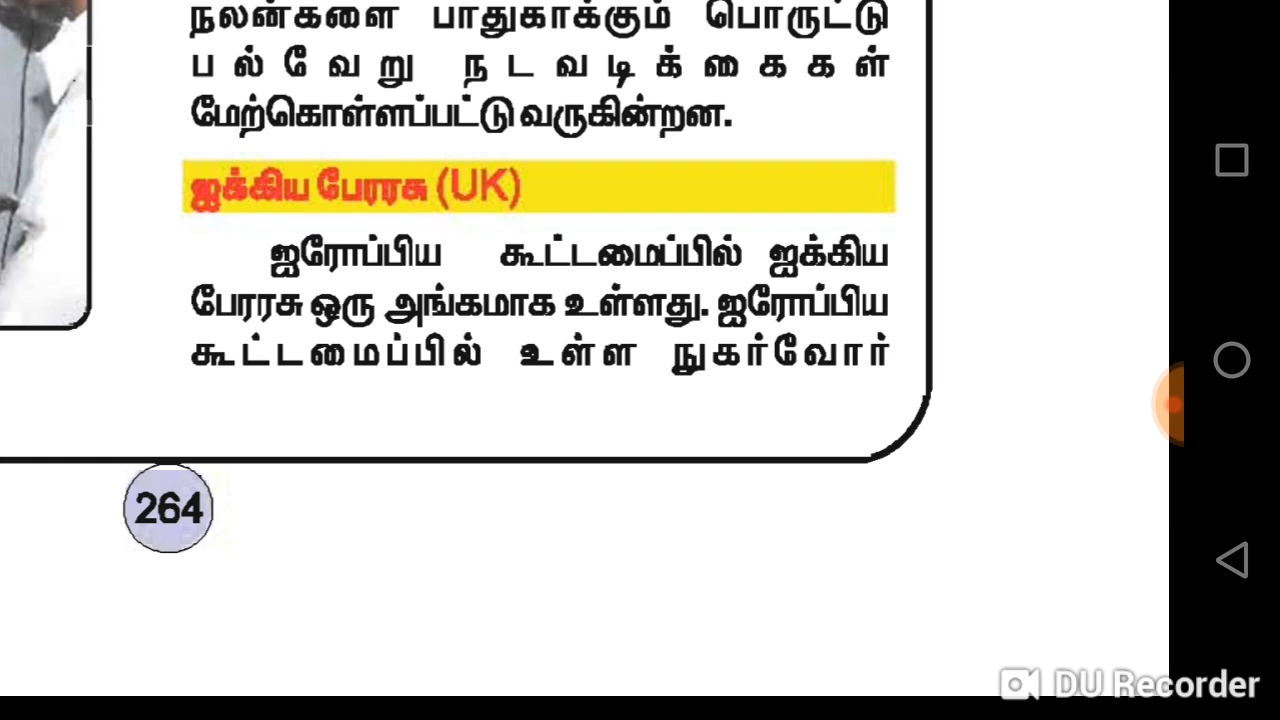 நலன்களை பாதுகாக்கும் பொருட்டு
பல்வேறு நடவடிக்கைகள்
மேற்கொள்ளப்பட்டு வருகின்றன.
ஐக்கிய பேரரசு (UK)
ஐரோப்பிய கூட்டமைப்பில் ஐக்கிய
பேரரசு ஒரு அங்கமாக உள்ளது. ஐரோப்பிய
கூட்டமைப்பில் உள்ள நுகர்வோர்
264
DU Recorder